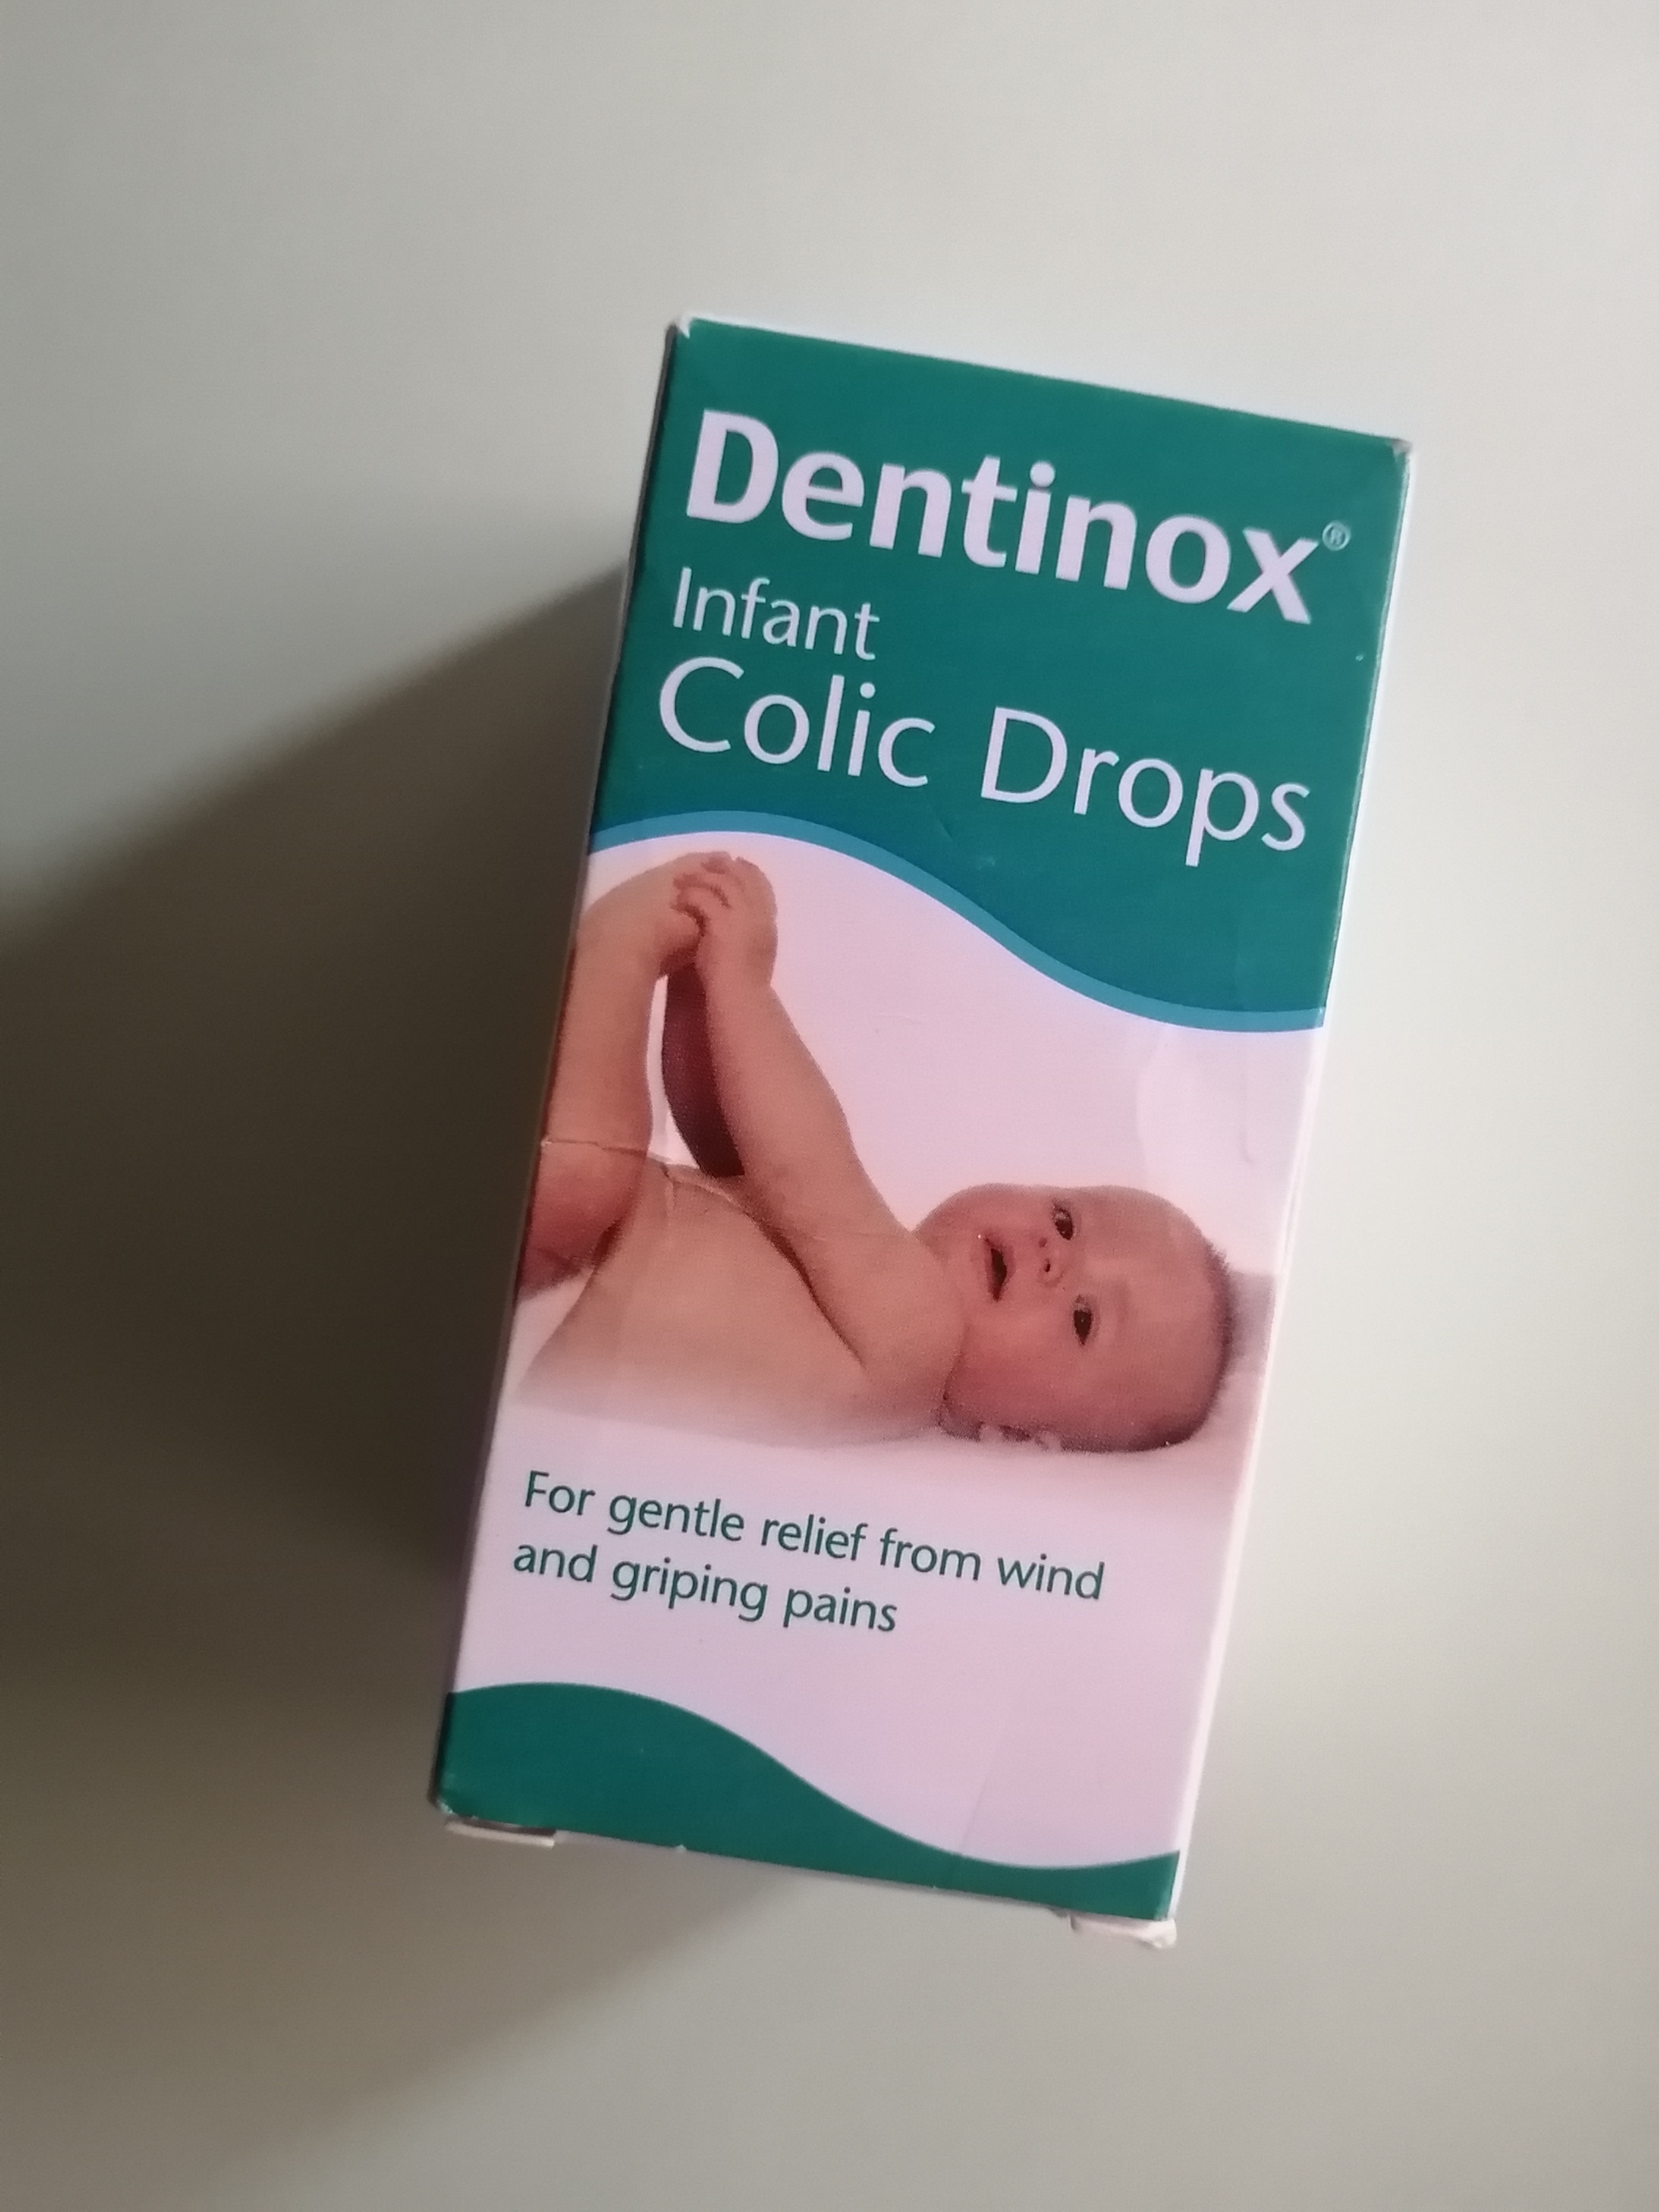 Dentinox®
Infant
Colic Drops
For gentle relief from wind
and griping pains